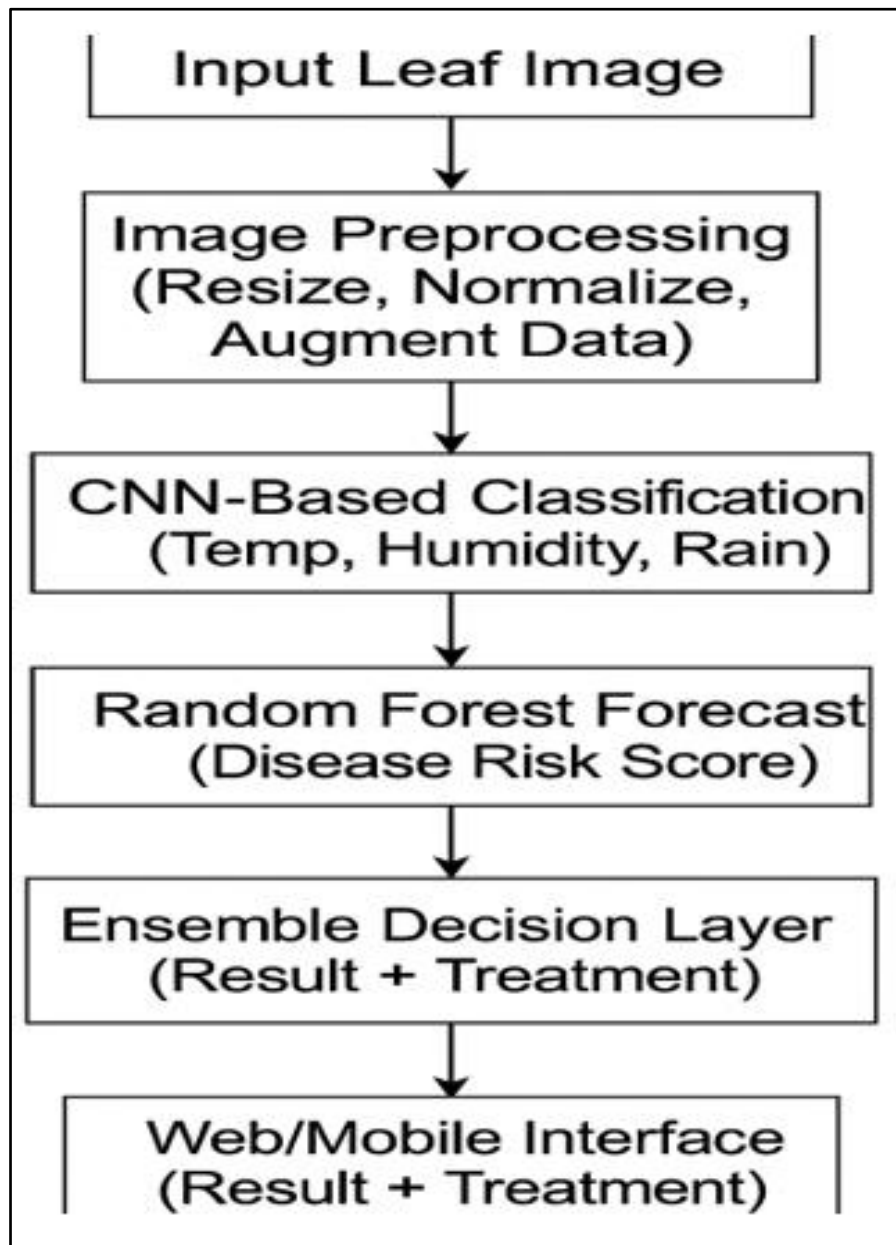 Input Leaf Image
Image Preprocessing
(Resize, Normalize,
Augment Data)
CNN-Based Classification
(Temp, Humidity, Rain)
Random Forest Forecast
(Disease Risk Score)
Ensemble Decision Layer
(Result + Treatment)
Web/Mobile Interface
(Result + Treatment)